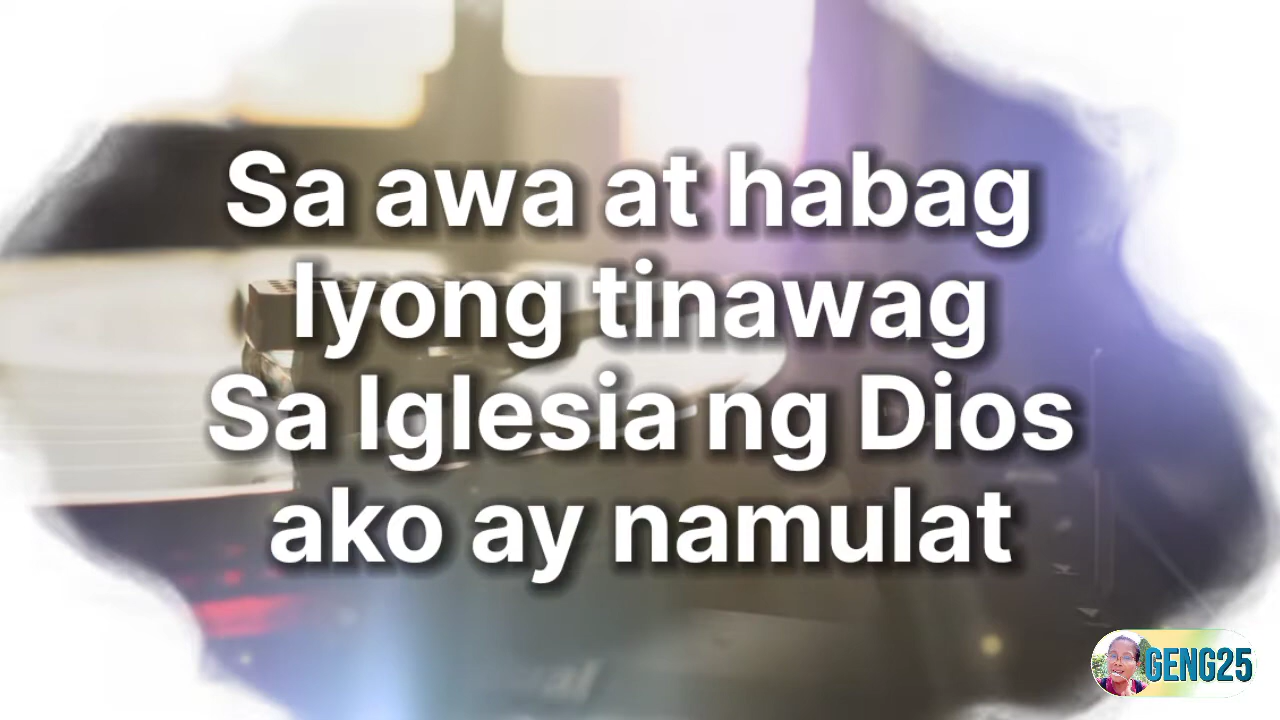 Sa awa at habag
Iyong tinawag
Sa Iglesia ng Dios
ako ay namulat
GENG25